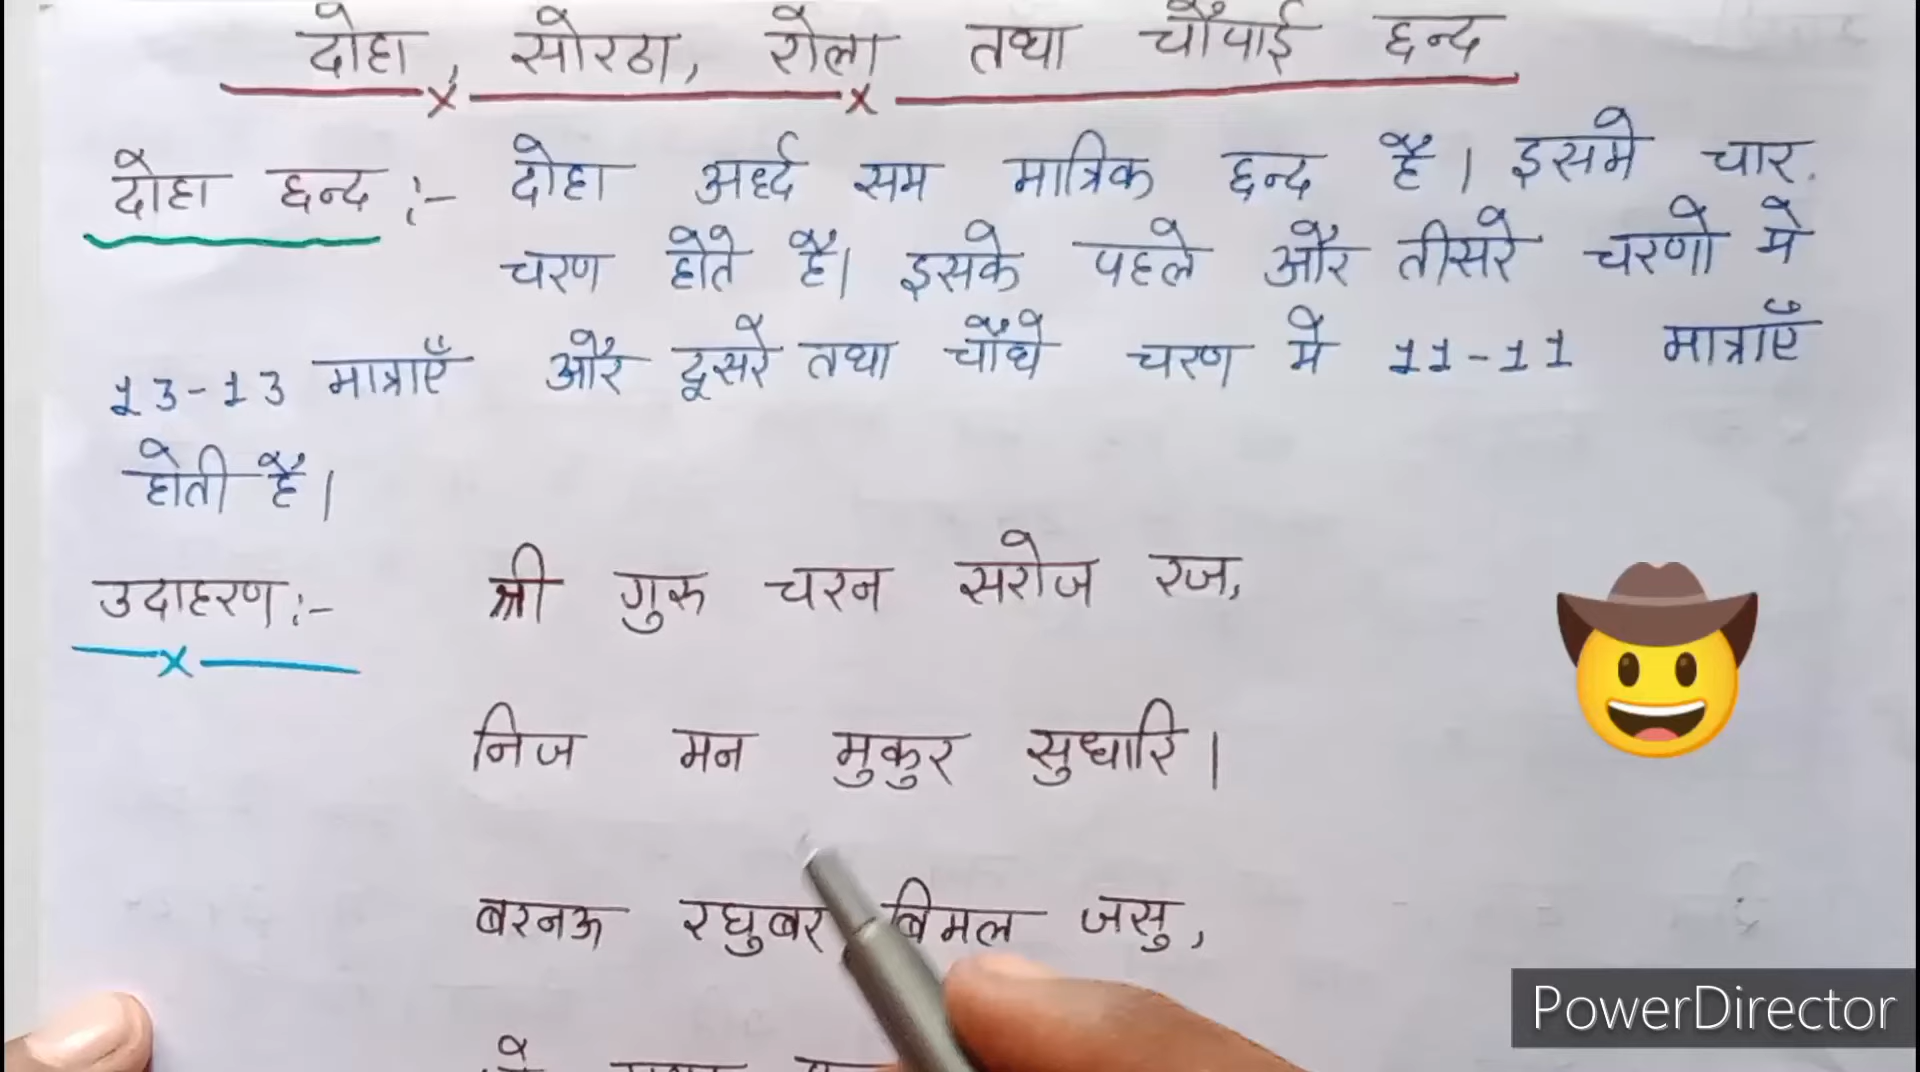 दोहा, सोरठा, रोला तथा चौपाई छन्द
दोहा छन्द :- दोहा अर्द्ध सम मात्रिक छन्द है। इसमे चार
चरण होते है। इसके पहले और तीसरे चरणो मे
13-13 मात्राएँ और दूसरे तथा चौथे चरण मे 11-11 मात्राएँ
होती है।
उदाहरण :- श्री गुरु चरन सरोज रज,
निज मन मुकुर सुधारि।
बरनऊ रघुबर बिमल जसु,
PowerDirector